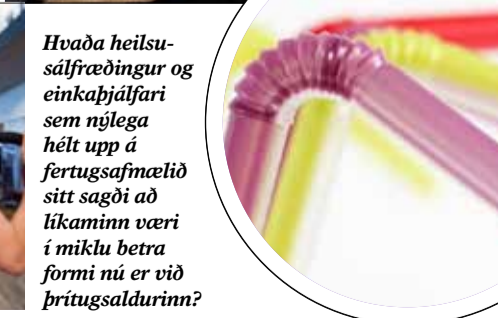 Hvaða heilsu-
sálfræðingur og
einkaþjálfari
sem nýlega
hélt upp á
fertugsafmælið
sitt sagði að
líkaminn væri
í miklu betra
formi nú er við
þrítugsaldurinn?